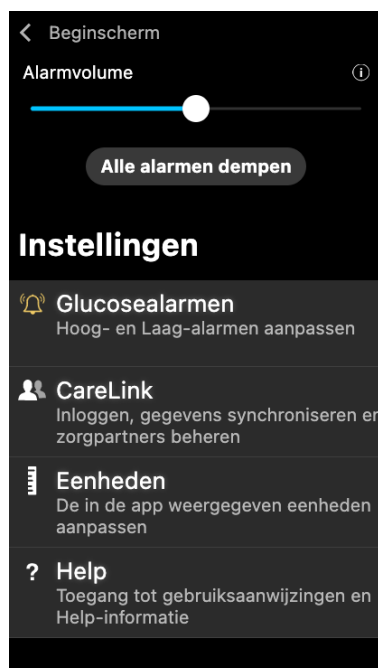 Beginscherm
Alarmvolume
Alle alarmen dempen
Instellingen
Glucosealarmen
Hoog- en Laag-alarmen aanpassen
CareLink
Inloggen, gegevens synchroniseren en
zorgpartners beheren
Eenheden
De in de app weergegeven eenheden
aanpassen
? Help
Toegang tot gebruiksaanwijzingen en
Help-informatie